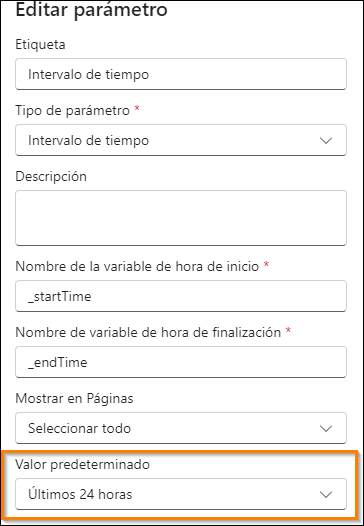 Editar parámetro
Etiqueta
Intervalo de tiempo
Tipo de parámetro *
Intervalo de tiempo
Descripción
Nombre de la variable de hora de inicio *
_startTime
Nombre de variable de hora de finalización *
_endTime
Mostrar en Páginas
Seleccionar todo
Valor predeterminado
Últimos 24 horas